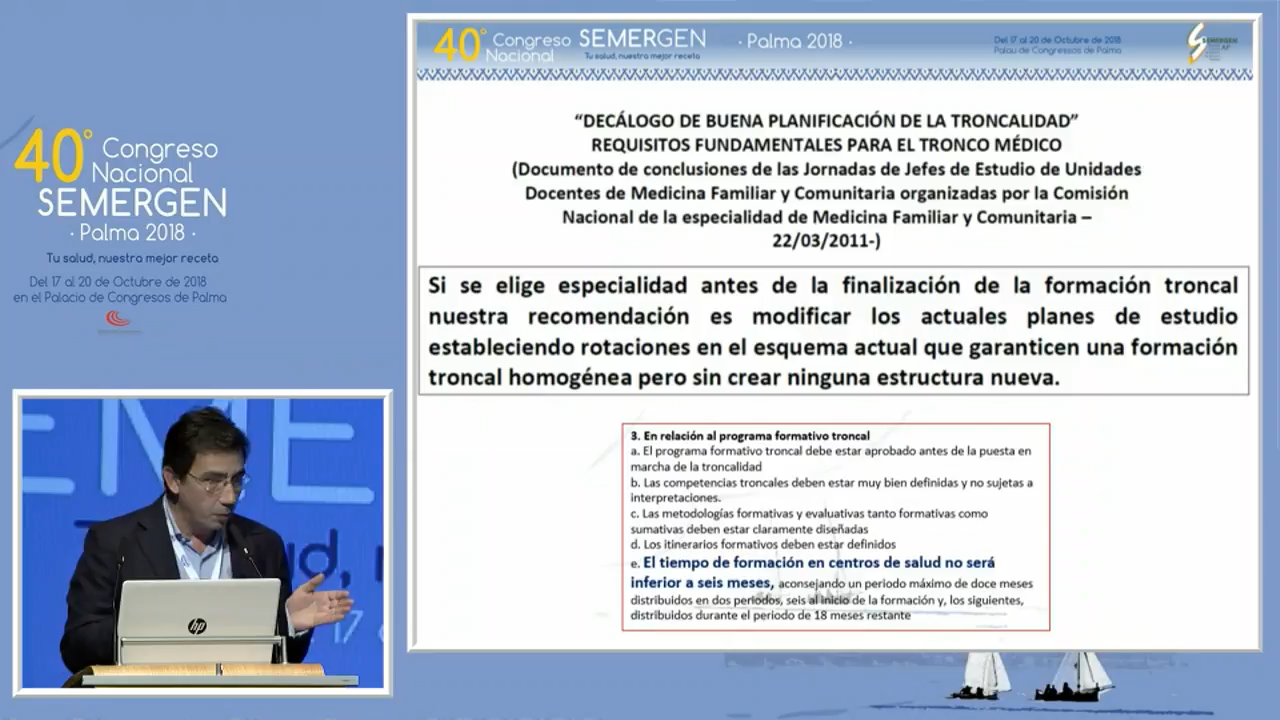 40º Congreso Nacional SEMERGEN
· Palma 2018 ·
Tu salud, nuestra mejor receta
Del 17 al 20 de Octubre de 2018
Palau de Congressos de Palma
SEMERGEN
AP
“DECÁLOGO DE BUENA PLANIFICACIÓN DE LA TRONCALIDAD”
REQUISITOS FUNDAMENTALES PARA EL TRONCO MÉDICO
(Documento de conclusiones de las Jornadas de Jefes de Estudio de Unidades
Docentes de Medicina Familiar y Comunitaria organizadas por la Comisión
Nacional de la especialidad de Medicina Familiar y Comunitaria –
22/03/2011-)
Si se elige especialidad antes de la finalización de la formación troncal
nuestra recomendación es modificar los actuales planes de estudio
estableciendo rotaciones en el esquema actual que garanticen una formación
troncal homogénea pero sin crear ninguna estructura nueva.
3. En relación al programa formativo troncal
a. El programa formativo troncal debe estar aprobado antes de la puesta en
marcha de la troncalidad
b. Las competencias troncales deben estar muy bien definidas y no sujetas a
interpretaciones.
c. Las metodologías formativas y evaluativas tanto formativas como
sumativas deben estar claramente diseñadas
d. Los itinerarios formativos deben estar definidos
e. El tiempo de formación en centros de salud no será
inferior a seis meses, aconsejando un periodo máximo de doce meses
distribuidos en dos periodos, seis al inicio de la formación y, los siguientes,
distribuidos durante el periodo de 18 meses restante
40º Congreso
Nacional
SEMERGEN
· Palma 2018 ·
Tu salud, nuestra mejor receta
Del 17 al 20 de Octubre de 2018
en el Palacio de Congresos de Palma
EME
ud,
17
hp